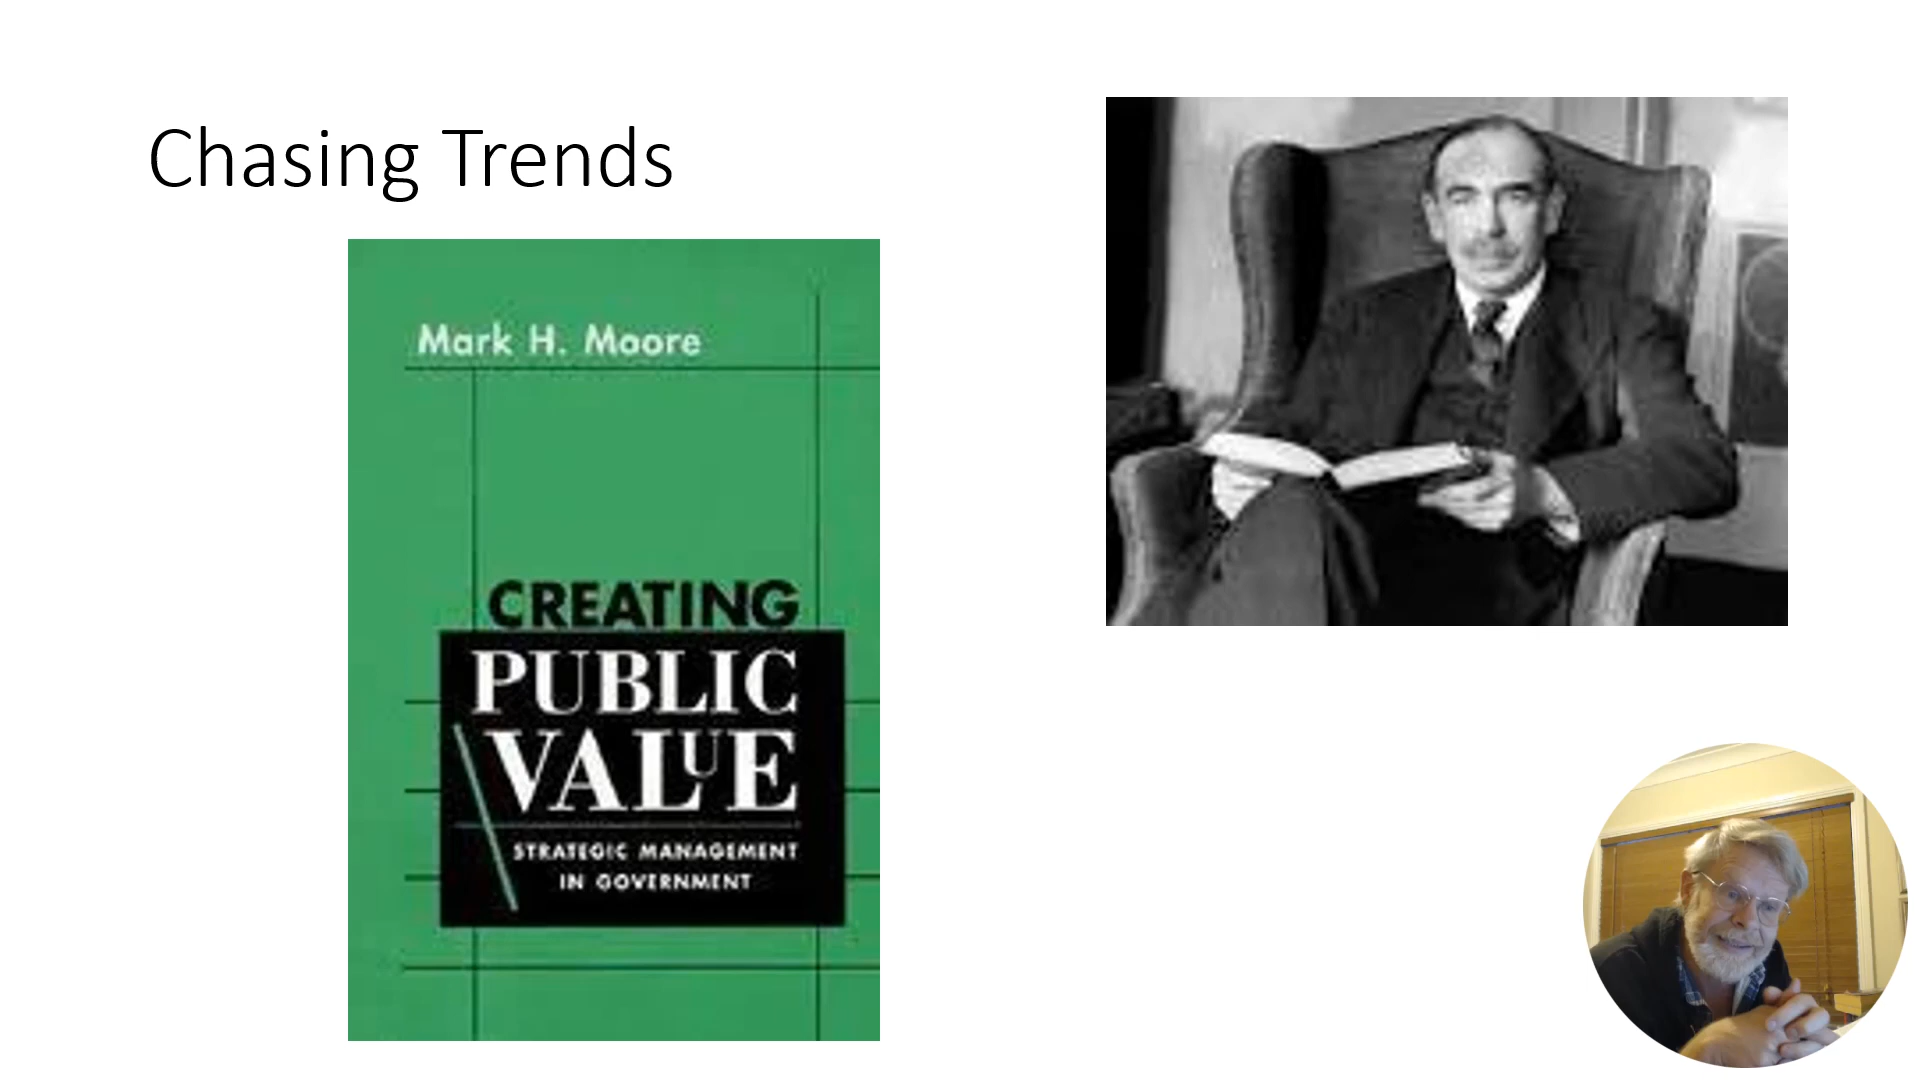 Chasing Trends
Mark H. Moore
CREATING
PUBLIC
VALUE
STRATEGIC MANAGEMENT
IN GOVERNMENT